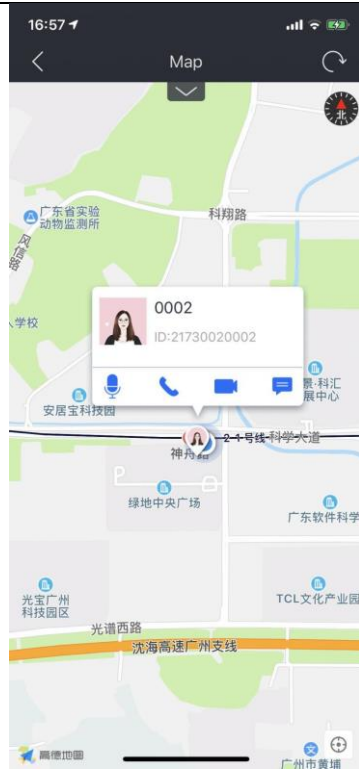 16:57
Map
北
广东省实验
动物监测所
科翔路
风信路
学校
0002
ID:21730020002
安居宝科技园
景·科汇
展中心
2-1号线
科学大道
神舟路
P
绿地中央广场
广东软件科学
光宝广州
科技园区
TCL文化产业园
光谱西路
沈海高速广州支线
高德地图
文
广州市黄埔